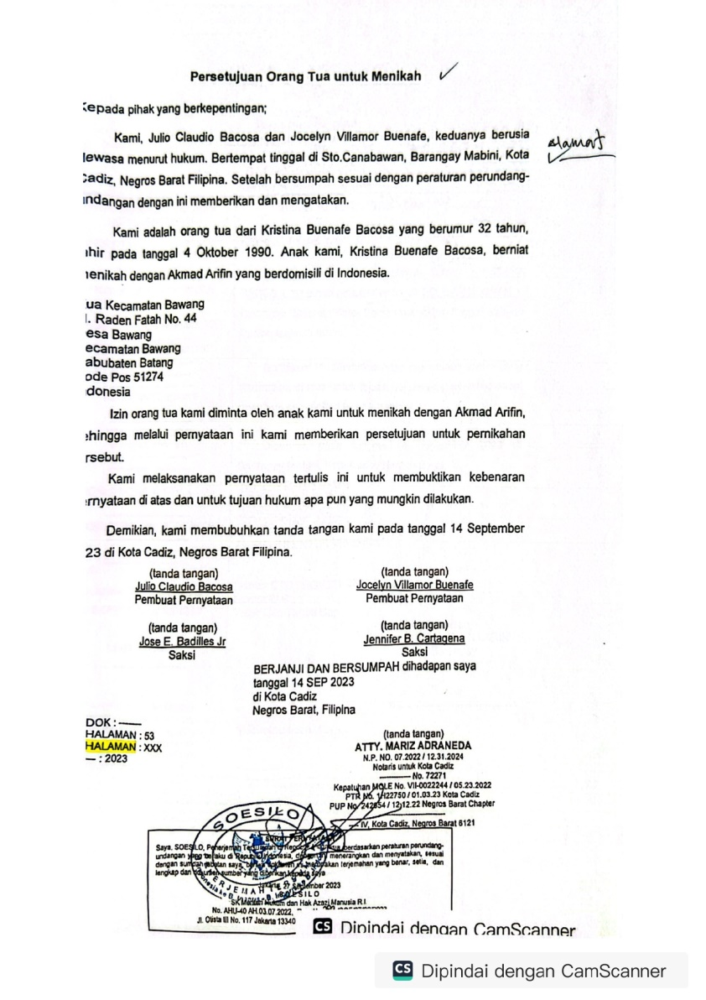 Persetujuan Orang Tua untuk Menikah
epada pihak yang berkepentingan;
Kami, Julio Claudio Bacosa dan Jocelyn Villamor Buenafe, keduanya berusia
alamat
lewasa menurut hukum. Bertempat tinggal di Sto.Canabawan, Barangay Mabini, Kota
adiz, Negros Barat Filipina. Setelah bersumpah sesuai dengan peraturan perundang-
ndangan dengan ini memberikan dan mengatakan.
Kami adalah orang tua dari Kristina Buenafe Bacosa yang berumur 32 tahun,
hir pada tanggal 4 Oktober 1990. Anak kami, Kristina Buenafe Bacosa, berniat
enikah dengan Akmad Arifin yang berdomisili di Indonesia.
ua Kecamatan Bawang
l. Raden Fatah No. 44
esa Bawang
ecamatan Bawang
abubaten Batang
ode Pos 51274
donesia
Izin orang tua kami diminta oleh anak kami untuk menikah dengan Akmad Arifin,
ehingga melalui pernyataan ini kami memberikan persetujuan untuk pernikahan
rsebut.
Kami melaksanakan pernyataan tertulis ini untuk membuktikan kebenaran
rnyataan di atas dan untuk tujuan hukum apa pun yang mungkin dilakukan.
Demikian, kami membubuhkan tanda tangan kami pada tanggal 14 September
23 di Kota Cadiz, Negros Barat Filipina.
(tanda tangan) (tanda tangan)
Julio Claudio Bacosa Jocelyn Villamor Buenafe
Pembuat Pernyataan Pembuat Pernyataan
(tanda tangan) (tanda tangan)
Jose E. Badilles Jr Jennifer B. Cartagena
Saksi Saksi
BERJANJI DAN BERSUMPAH dihadapan saya
tanggal 14 SEP 2023
di Kota Cadiz
Negros Barat, Filipina
DOK : —
HALAMAN : 53
HALAMAN : XXX
— : 2023
(tanda tangan)
ATTY. MARIZ ADRANEDA
N.P. NO. 07.2022 / 12.31.2024
Notaris untuk Kota Cadiz
No. 72271
Kepatuhan MQLE No. VII-0022244 / 05.23.2022
PTR No. 1422750 / 01.03.23 Kota Cadiz
PUP No 242854 / 12.12.22 Negros Barat Chapter
IV, Kota Cadiz, Negros Barat 6121
SOESILO
Saya, SOESILO, Penerjemah berdasarkan peraturan perundang-
undangan yang berlaku di Republik Indonesia, menerangkan dan menyatakan, sesuai
dengan sumpah jabatan saya, merupakan terjemahan yang benar, setia, dan
lengkap dari dokumen sumber yang diberikan kepada saya
27 September 2023
SOESILO
SK Menteri Hukum dan Hak Azazi Manusia R.I.
No. AHU-40 AH.03.07.2022,
Jl. Otista III No. 117 Jakarta 13340
CS Dipindai dengan CamScanner
CS Dipindai dengan CamScanner